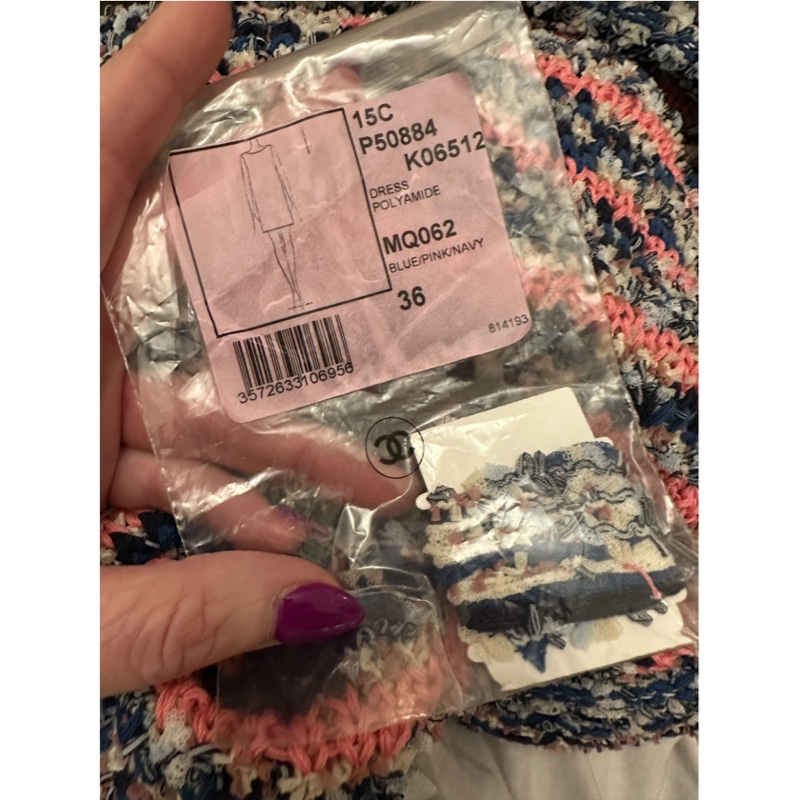 15C
P50884
K06512
DRESS
POLYAMIDE
MQ062
BLUE/PINK/NAVY
36
814193
3572633106956